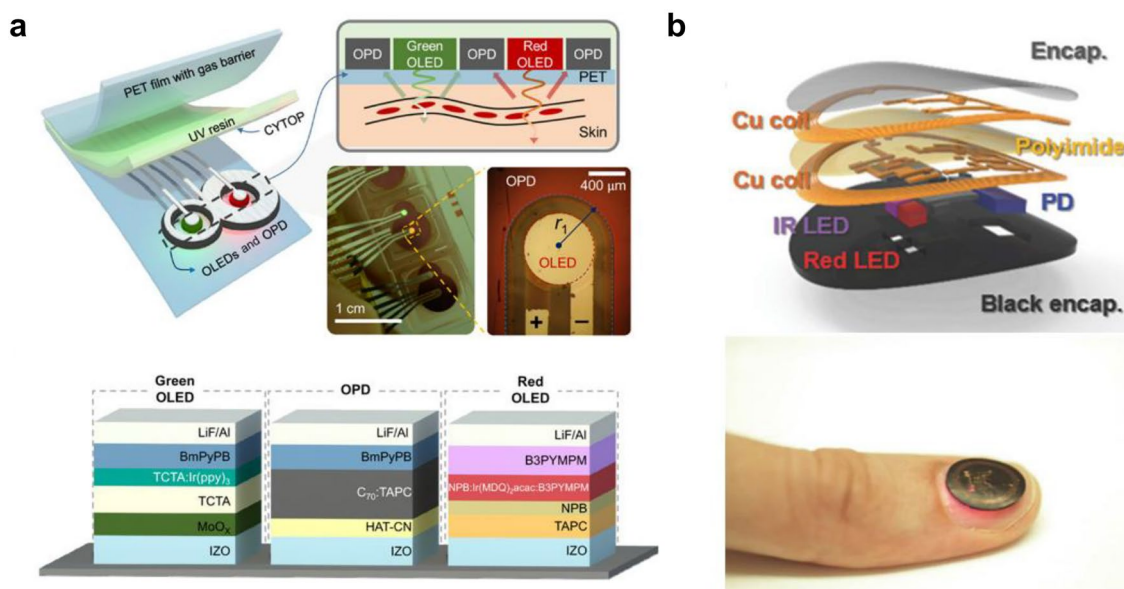 a
PET film with gas barrier
UV resin
CYTOP
OLEDs and OPD
OPD
Green
OLED
OPD
Red
OLED
OPD
PET
Skin
1 cm
OPD
400 μm
r₁
OLED
+
−
Green
OLED
LiF/Al
BmPyPB
TCTA:Ir(ppy)₃
TCTA
MoOₓ
IZO
OPD
LiF/Al
BmPyPB
C₇₀:TAPC
HAT-CN
IZO
Red
OLED
LiF/Al
B3PYMPM
NPB:Ir(MDQ)₂acac:B3PYMPM
NPB
TAPC
IZO
b
Encap.
Cu coil
Polyimide
Cu coil
PD
IR LED
Red LED
Black encap.